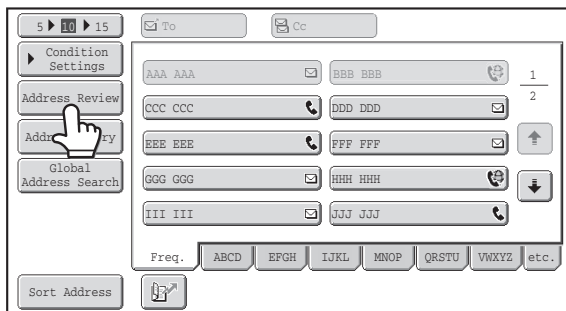 5 10 15
To
Cc
Condition
Settings
Address Review
Addr ry
Global
Address Search
Sort Address
AAA AAA
BBB BBB
CCC CCC
DDD DDD
EEE EEE
FFF FFF
GGG GGG
HHH HHH
III III
JJJ JJJ
1
2
Freq. ABCD EFGH IJKL MNOP QRSTU VWXYZ etc.